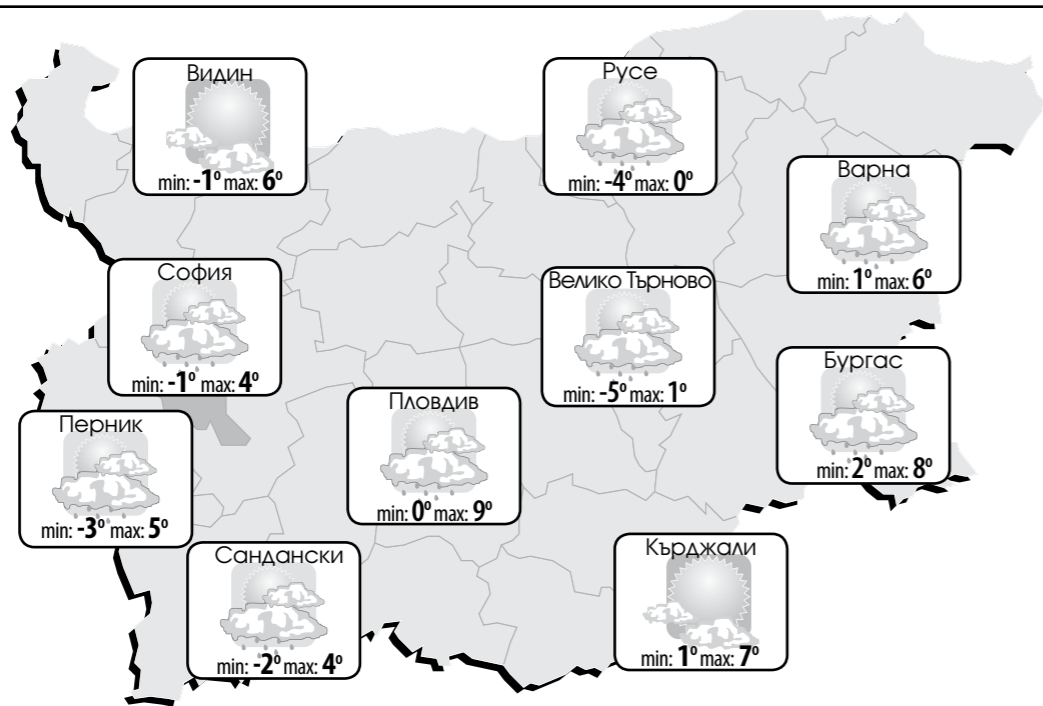 Видин
min: -1° max: 6°
Русе
min: -4° max: 0°
Варна
min: 1° max: 6°
София
min: -1° max: 4°
Велико Търново
min: -5° max: 1°
Бургас
min: 2° max: 8°
Пловдив
min: 0° max: 9°
Перник
min: -3° max: 5°
Сандански
min: -2° max: 4°
Кърджали
min: 1° max: 7°